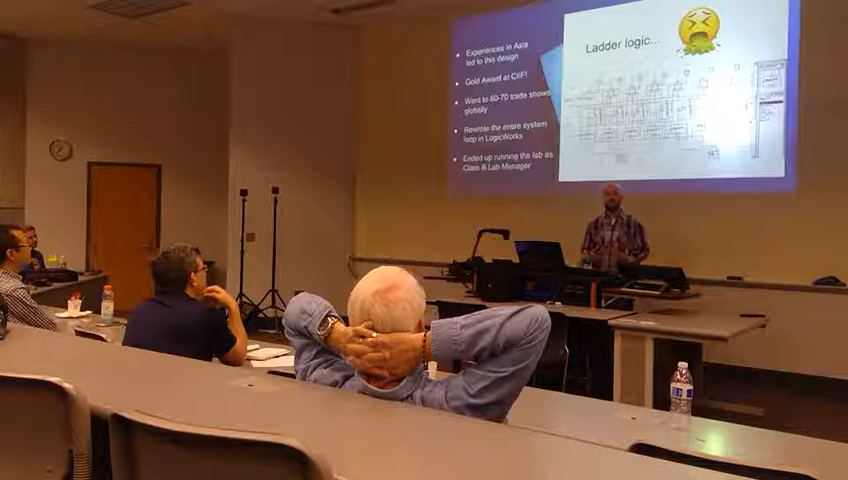 Experiences in Asia
led to this design
Gold Award at CIIF!
Went to 60-70 trade shows
globally
Rewrote the entire system
loop in LogicWorks
Ended up running the lab as
Class B Lab Manager
Ladder logic...